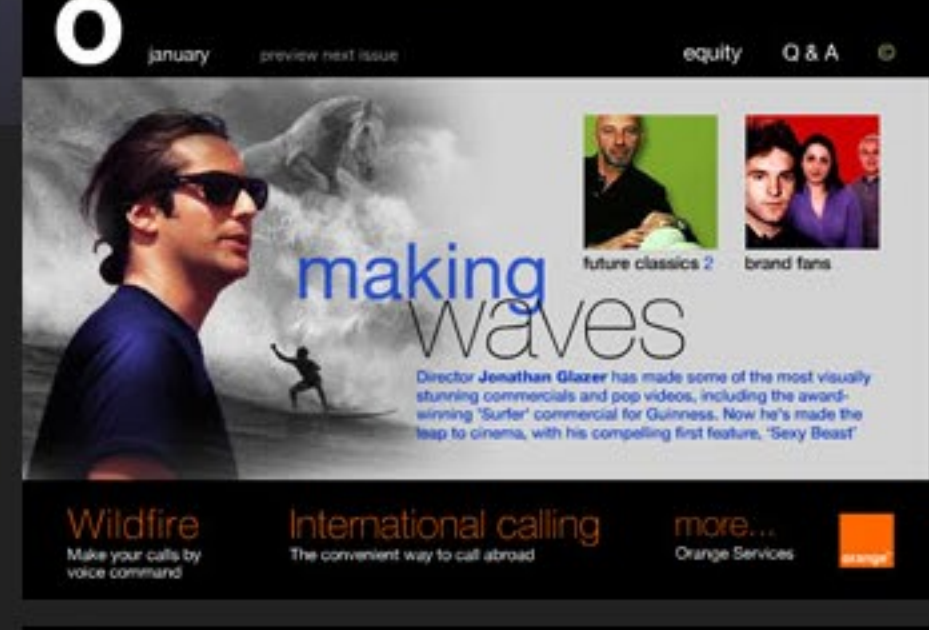 O
january
preview next issue
equity
Q & A
©
future classics 2
brand fans
making
waves
Director Jonathan Glazer has made some of the most visually
stunning commercials and pop videos, including the award-
winning 'Surfer' commercial for Guinness. Now he's made the
leap to cinema, with his compelling first feature, 'Sexy Beast'
Wildfire
Make your calls by
voice command
International calling
The convenient way to call abroad
more...
Orange Services
orange™